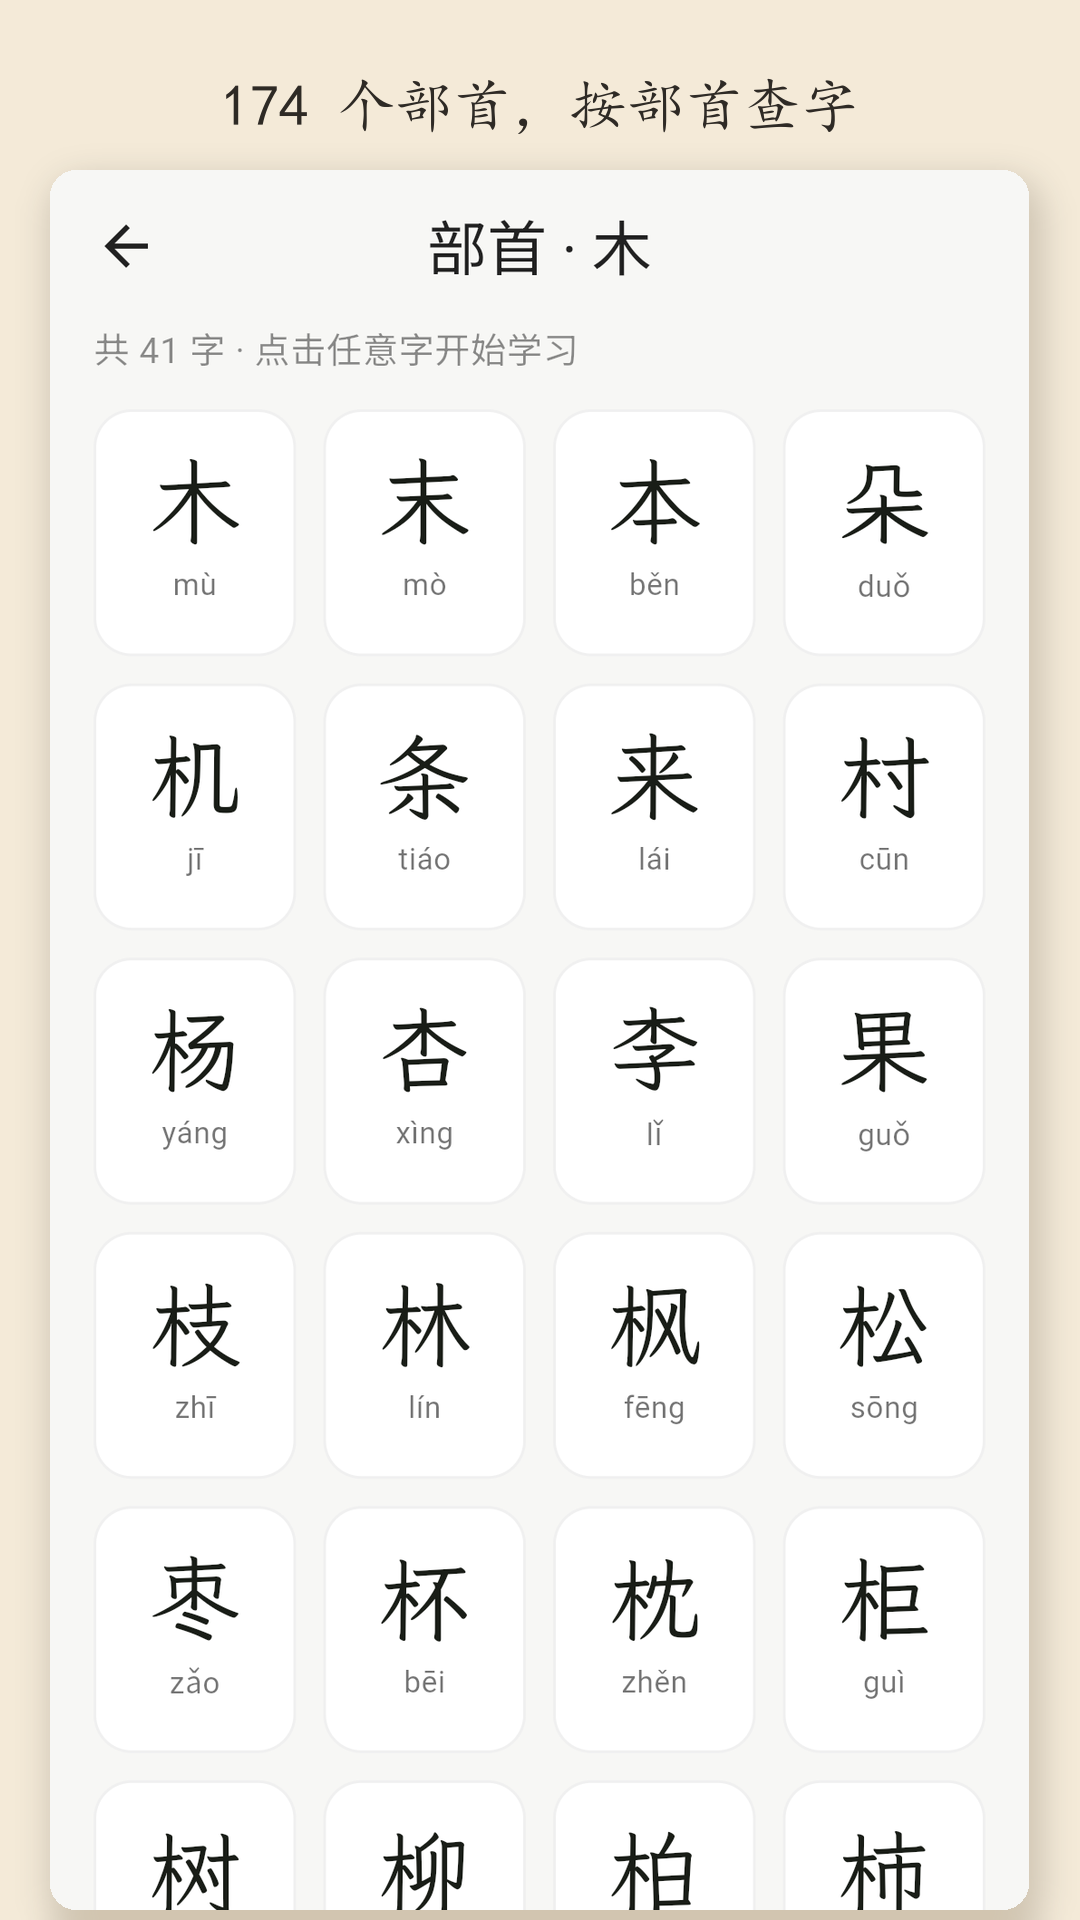 174 个部首，按部首查字
部首 · 木
共 41 字 · 点击任意字开始学习
木 末 本 朵
mù mò běn duǒ
机 条 来 村
jī tiáo lái cūn
杨 杏 李 果
yáng xìng lǐ guǒ
枝 林 枫 松
zhī lín fēng sōng
枣 杯 枕 柜
zǎo bēi zhěn guì
树 柳 柏 柿